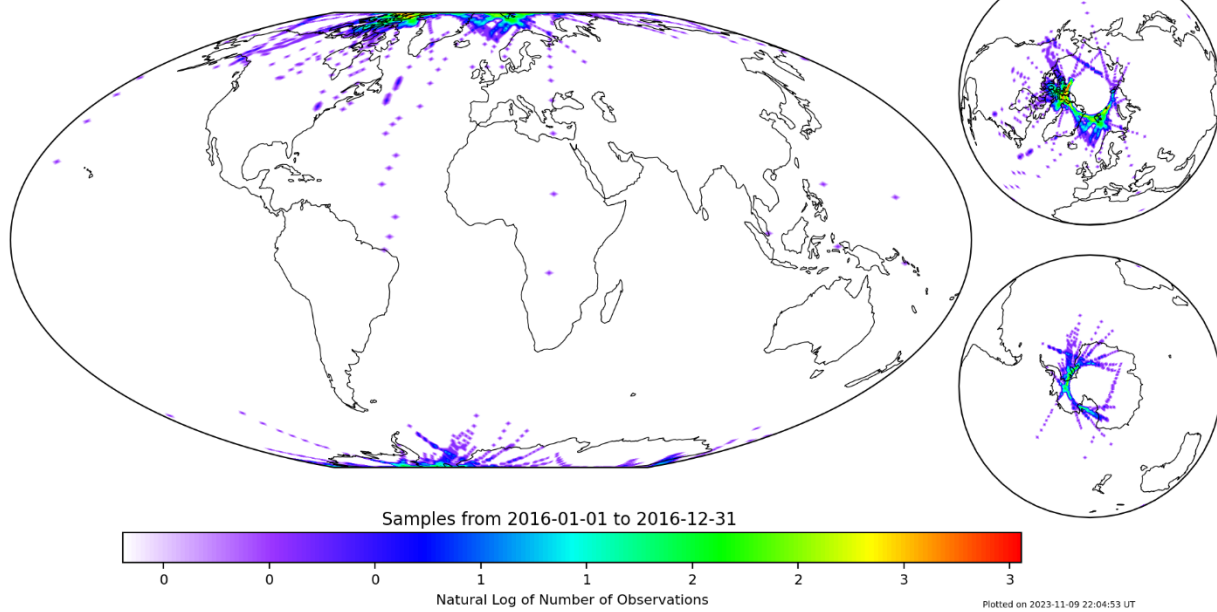 Samples from 2016-01-01 to 2016-12-31
0 0 0 1 1 2 2 3 3
Natural Log of Number of Observations
Plotted on 2023-11-09 22:04:53 UT